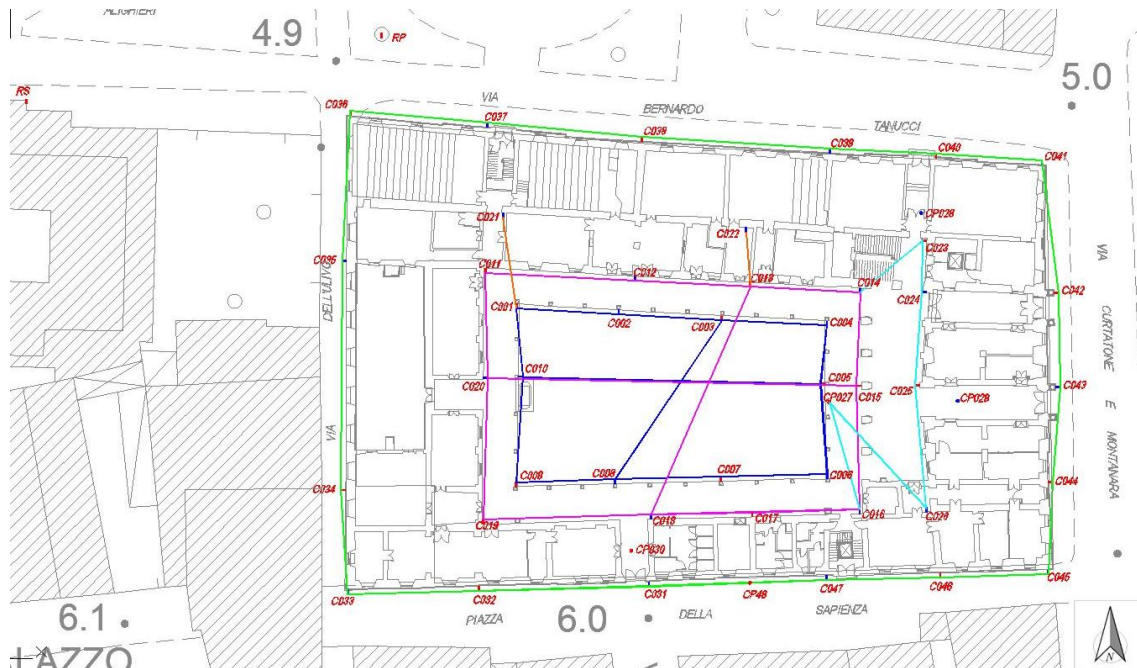 ALIGHIERI
4.9
RP
5.0
RS
VIA
BERNARDO
TANUCCI
C036
C037
C039
C038
C040
C041
C021
C022
CP028
C023
VIA
C035
DELL'ULIVO
C011
C012
C013
C014
C024
C042
CURTATONE
C001
C002
C003
C004
C010
C020
C005
C015
C025
C043
CP027
CP029
E
VIA
MONTANARA
C008
C007
C006
C044
C034
C019
C018
C017
C016
C026
CP030
C033
C032
C031
CP48
C047
C046
C045
6.1
PIAZZA
6.0
DELLA
SAPIENZA
LAZZO
N